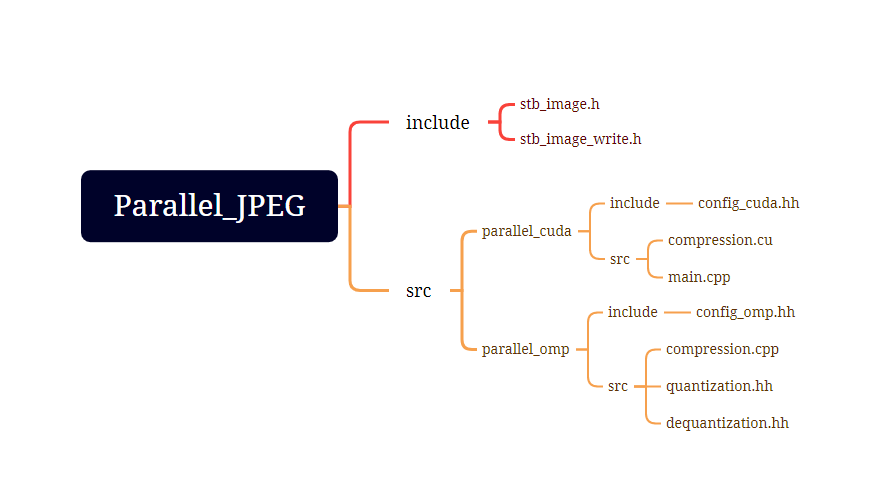 Parallel_JPEG
include
stb_image.h
stb_image_write.h
src
parallel_cuda
include
config_cuda.hh
src
compression.cu
main.cpp
parallel_omp
include
config_omp.hh
src
compression.cpp
quantization.hh
dequantization.hh